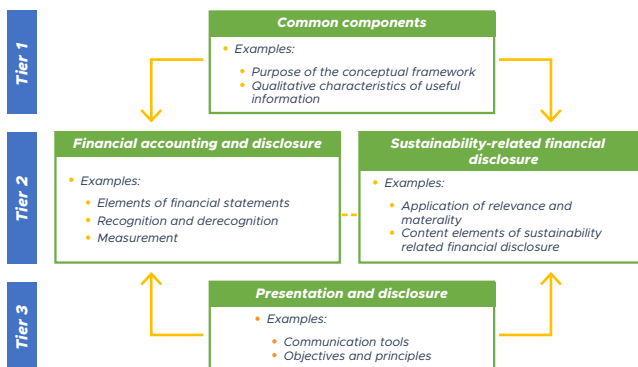 Tier 1
Common components
Examples:
Purpose of the conceptual framework
Qualitative characteristics of useful
information
Tier 2
Financial accounting and disclosure
Examples:
Elements of financial statements
Recognition and derecognition
Measurement
Sustainability-related financial
disclosure
Examples:
Application of relevance and
materality
Content elements of sustainability
related financial disclosure
Tier 3
Presentation and disclosure
Examples:
Communication tools
Objectives and principles